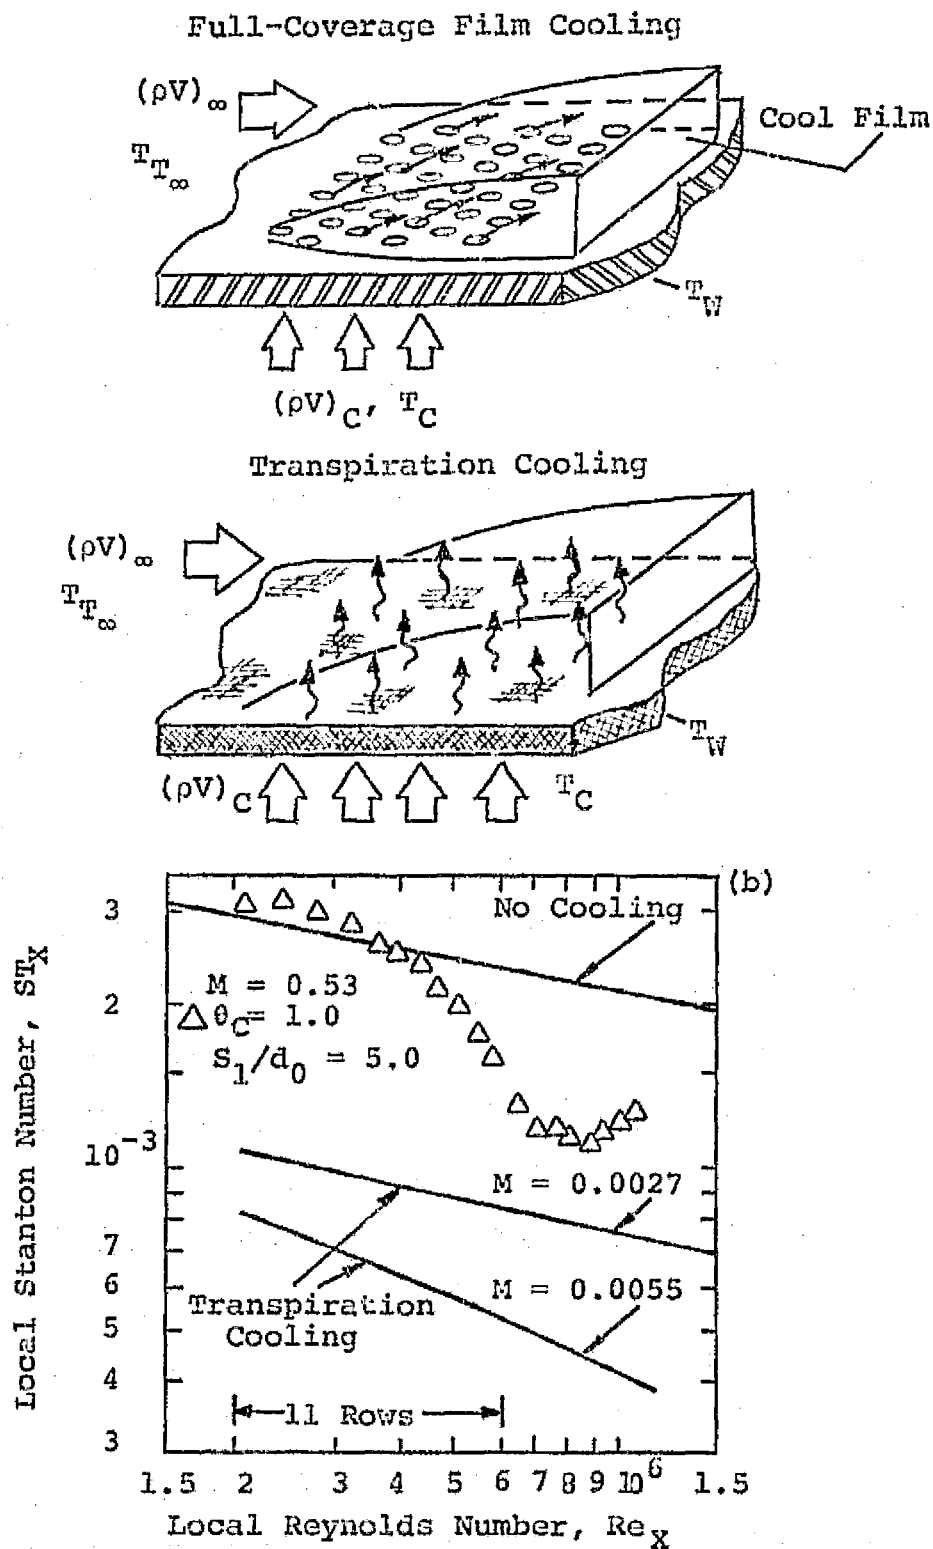 Full-Coverage Film Cooling
(ρV)∞
T_T∞
Cool Film
T_W
(ρV)_C, T_C
Transpiration Cooling
(ρV)∞
T_T∞
T_W
(ρV)_C
T_C
(b)
No Cooling
M = 0.53
△ θ_C = 1.0
S_1/d_0 = 5.0
M = 0.0027
M = 0.0055
Transpiration
Cooling
11 Rows
Local Stanton Number, ST_X
3
2
10^-3
7
6
5
4
3
1.5 2 3 4 5 6 7 8 9 10^6 1.5
Local Reynolds Number, Re_X